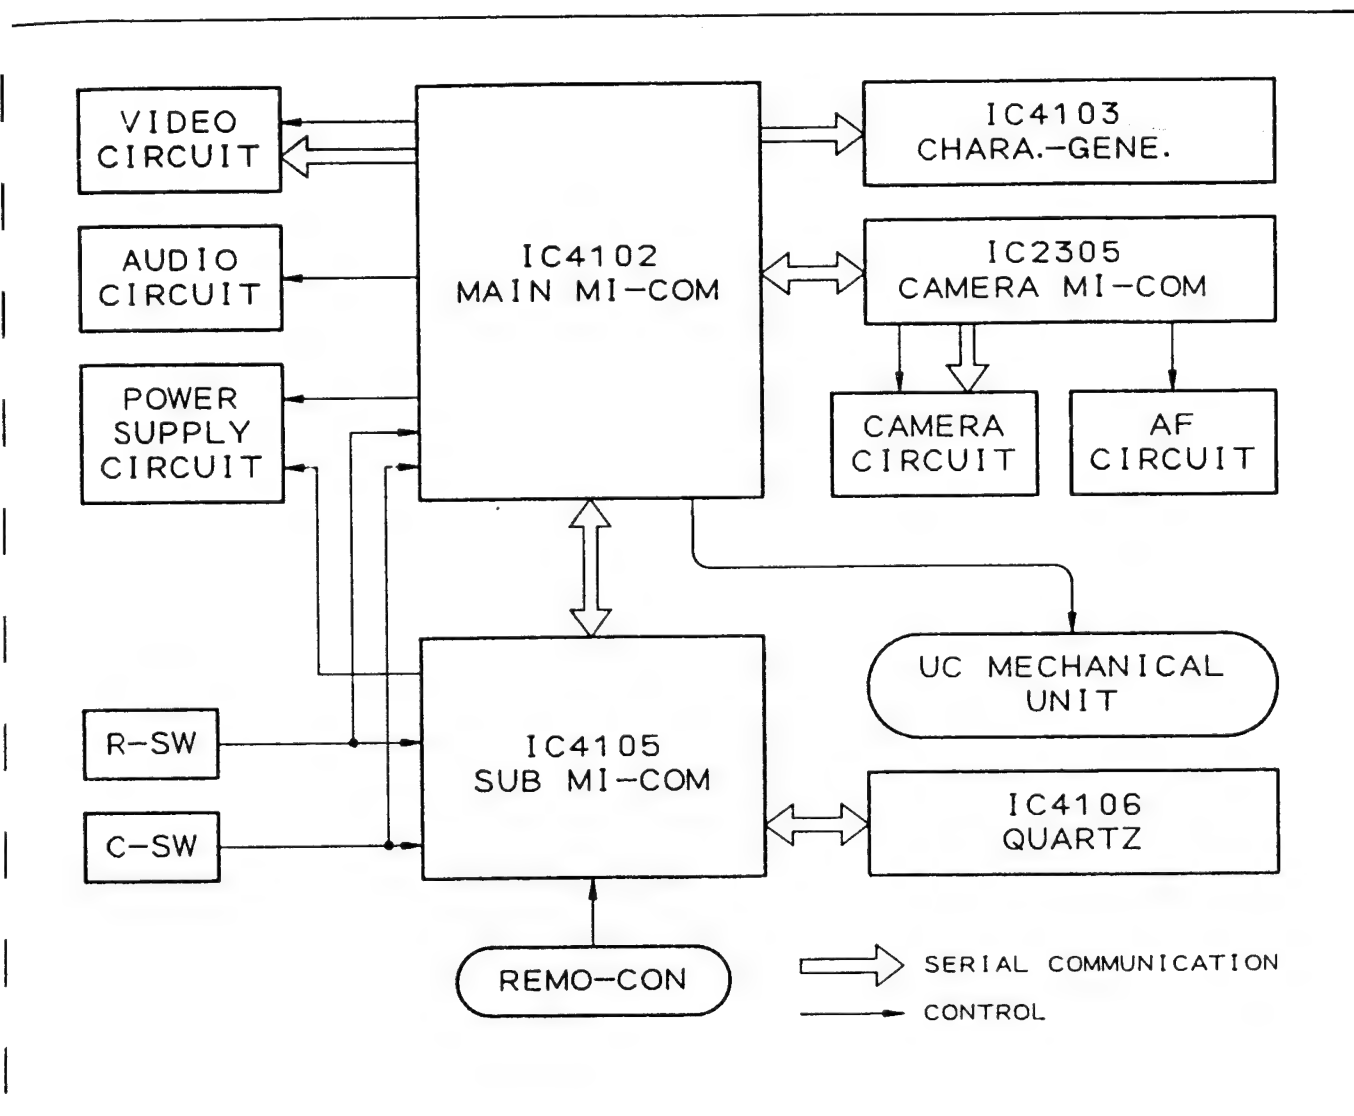 VIDEO
CIRCUIT
AUDIO
CIRCUIT
POWER
SUPPLY
CIRCUIT
IC4102
MAIN MI-COM
IC4103
CHARA.-GENE.
IC2305
CAMERA MI-COM
CAMERA
CIRCUIT
AF
CIRCUIT
UC MECHANICAL
UNIT
R-SW
C-SW
IC4105
SUB MI-COM
IC4106
QUARTZ
REMO-CON
SERIAL COMMUNICATION
CONTROL